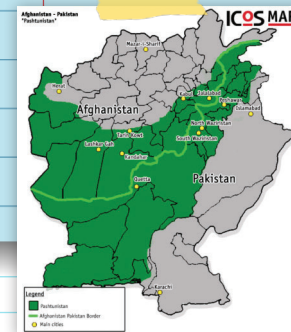 Afghanistan - Pakistan
"Pashtunistan"
ICOS MAP
Mazar-i-Sharif
Herat
Kabul
Jalalabad
Peshawar
Islamabad
Afghanistan
Tarin Kowt
North Waziristan
South Waziristan
Lashkar Gah
Kandahar
Pakistan
Quetta
Karachi
Legend
Pashtunistan
Afghanistan Pakistan Border
Main cities